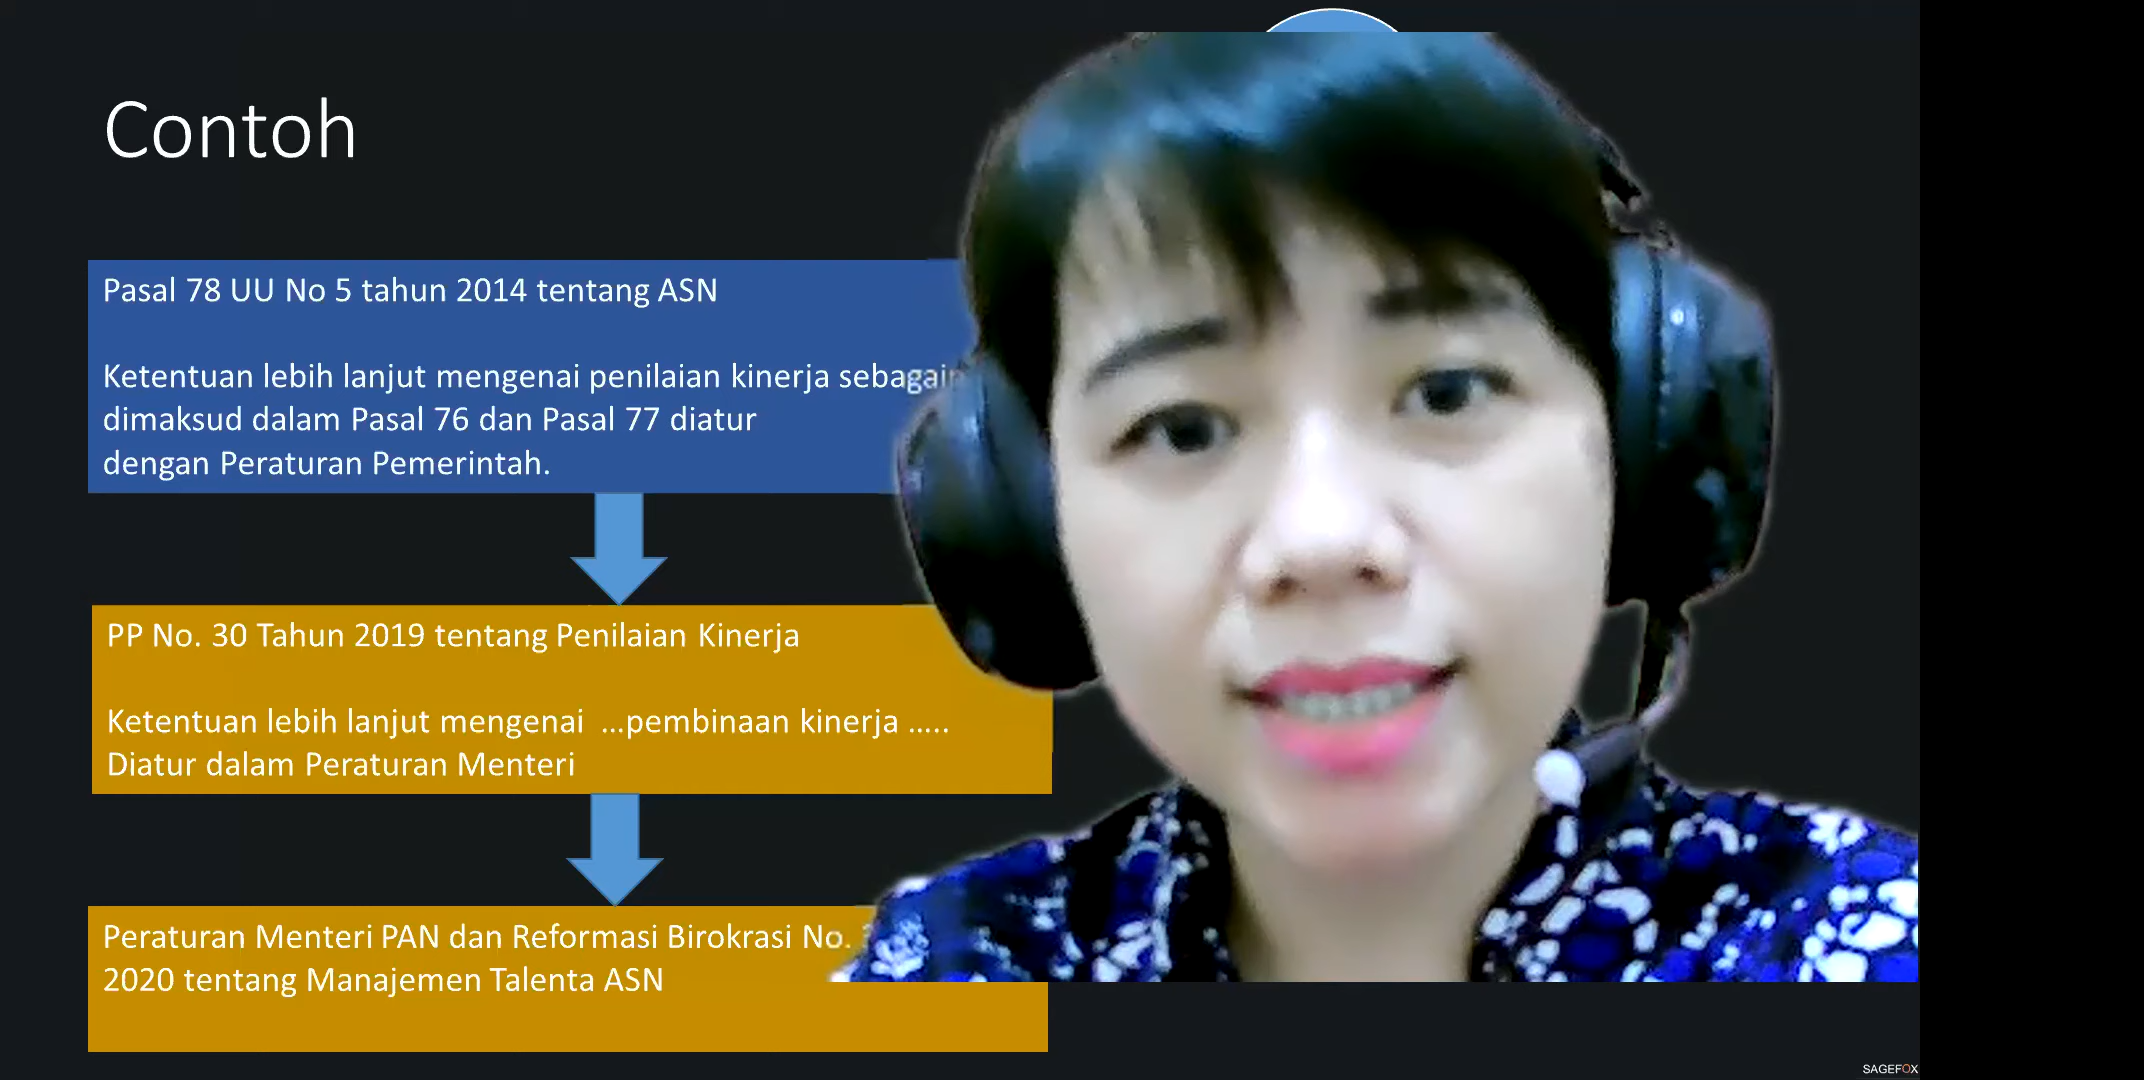 Contoh
Pasal 78 UU No 5 tahun 2014 tentang ASN
Ketentuan lebih lanjut mengenai penilaian kinerja
dimaksud dalam Pasal 76 dan Pasal 77 diatur
dengan Peraturan Pemerintah.
PP No. 30 Tahun 2019 tentang Penilaian Kinerja
Ketentuan lebih lanjut mengenai ...pembinaan kinerja .....
Diatur dalam Peraturan Menteri
Peraturan Menteri PAN dan Reformasi Birokrasi No.
2020 tentang Manajemen Talenta ASN
SAGEFOX